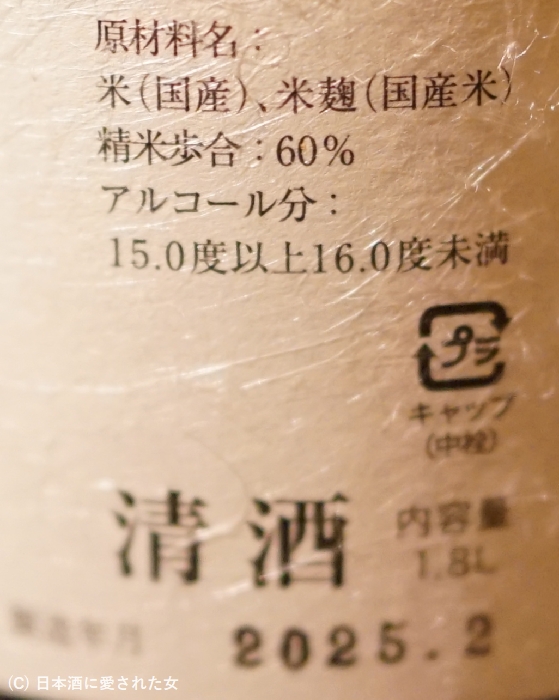 原材料名：
米(国産)、米麹(国産米)
精米歩合：60%
アルコール分：
15.0度以上16.0度未満
プラ
キャップ
(中栓)
清酒
内容量
1.8L
製造年月 2025.2
(C) 日本酒に愛された女